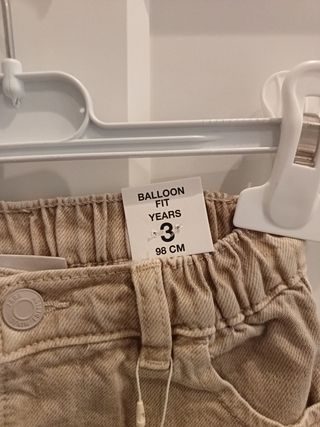 BALLOON
FIT
YEARS
3
98 CM